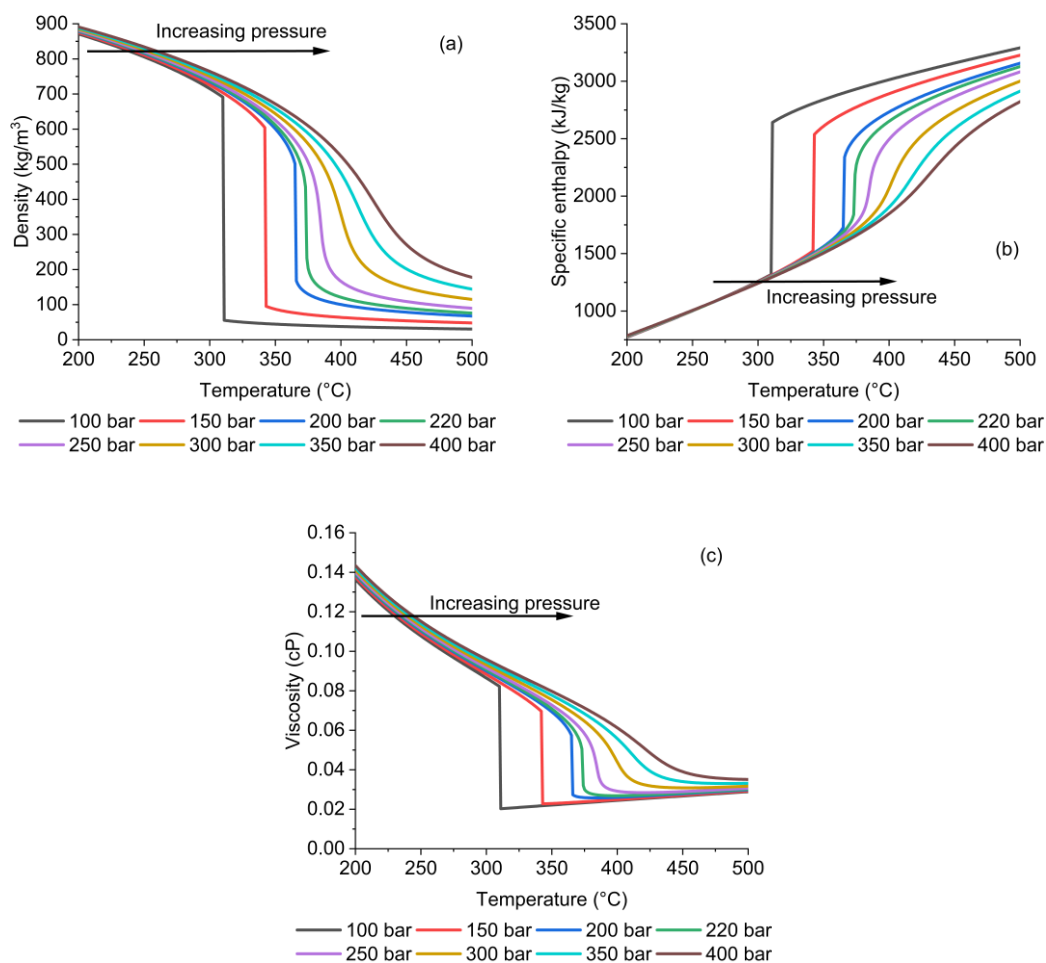 900
800
700
600
500
400
300
200
100
0
Density (kg/m³)
Increasing pressure
(a)
200 250 300 350 400 450 500
Temperature (°C)
100 bar 150 bar 200 bar 220 bar
250 bar 300 bar 350 bar 400 bar
3500
3000
2500
2000
1500
1000
Specific enthalpy (kJ/kg)
(b)
Increasing pressure
200 250 300 350 400 450 500
Temperature (°C)
100 bar 150 bar 200 bar 220 bar
250 bar 300 bar 350 bar 400 bar
0.16
0.14
0.12
0.10
0.08
0.06
0.04
0.02
0.00
Viscosity (cP)
(c)
Increasing pressure
200 250 300 350 400 450 500
Temperature (°C)
100 bar 150 bar 200 bar 220 bar
250 bar 300 bar 350 bar 400 bar